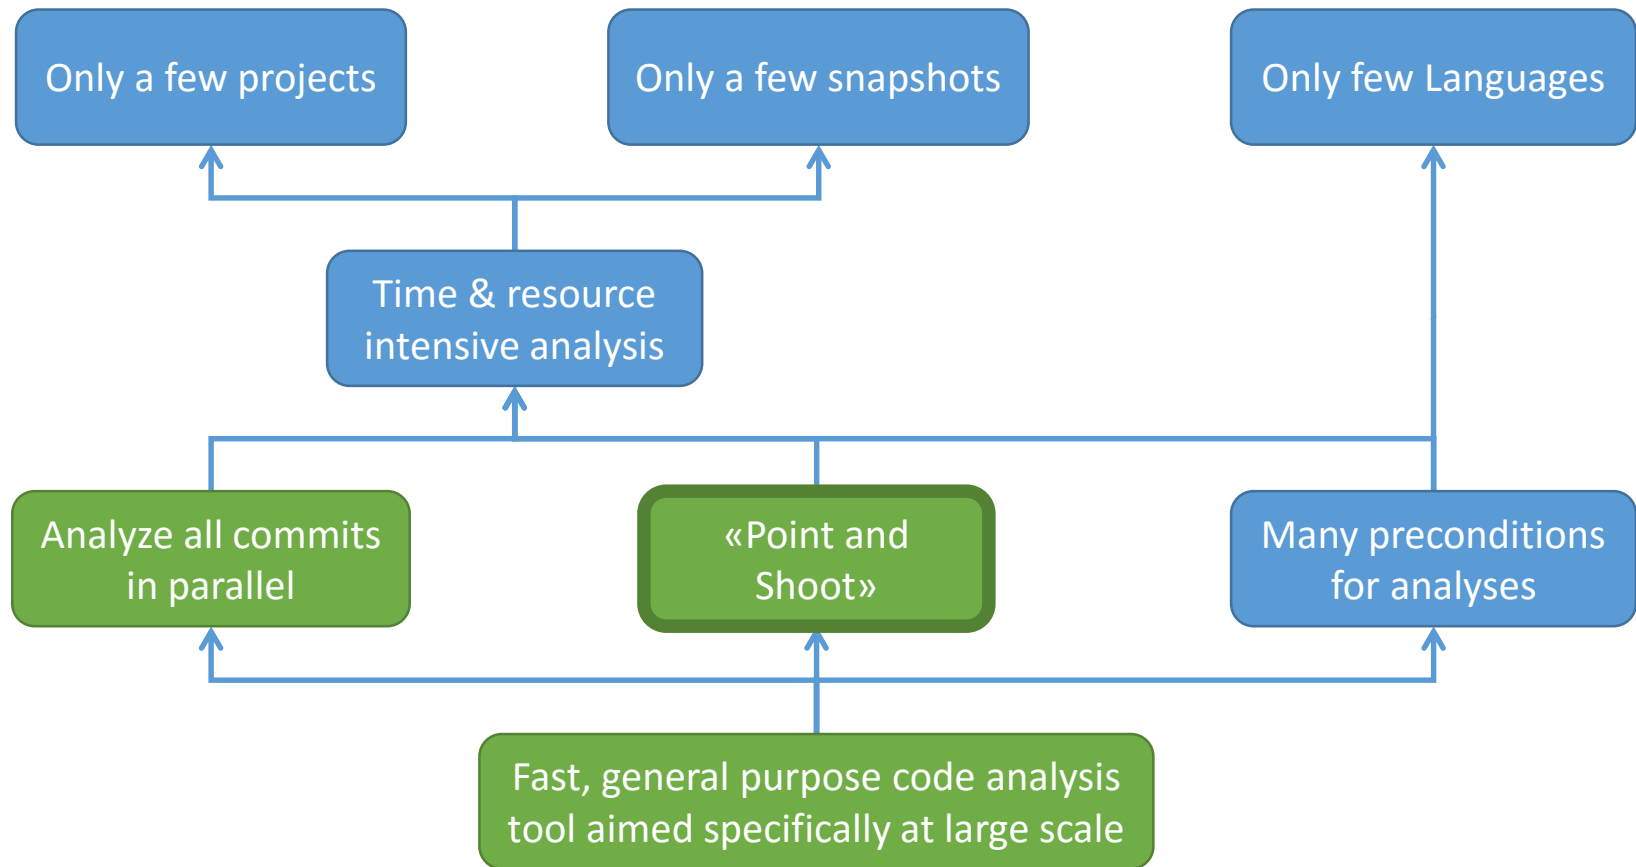 Only a few projects
Only a few snapshots
Only few Languages
Time & resource
intensive analysis
Analyze all commits
in parallel
«Point and
Shoot»
Many preconditions
for analyses
Fast, general purpose code analysis
tool aimed specifically at large scale